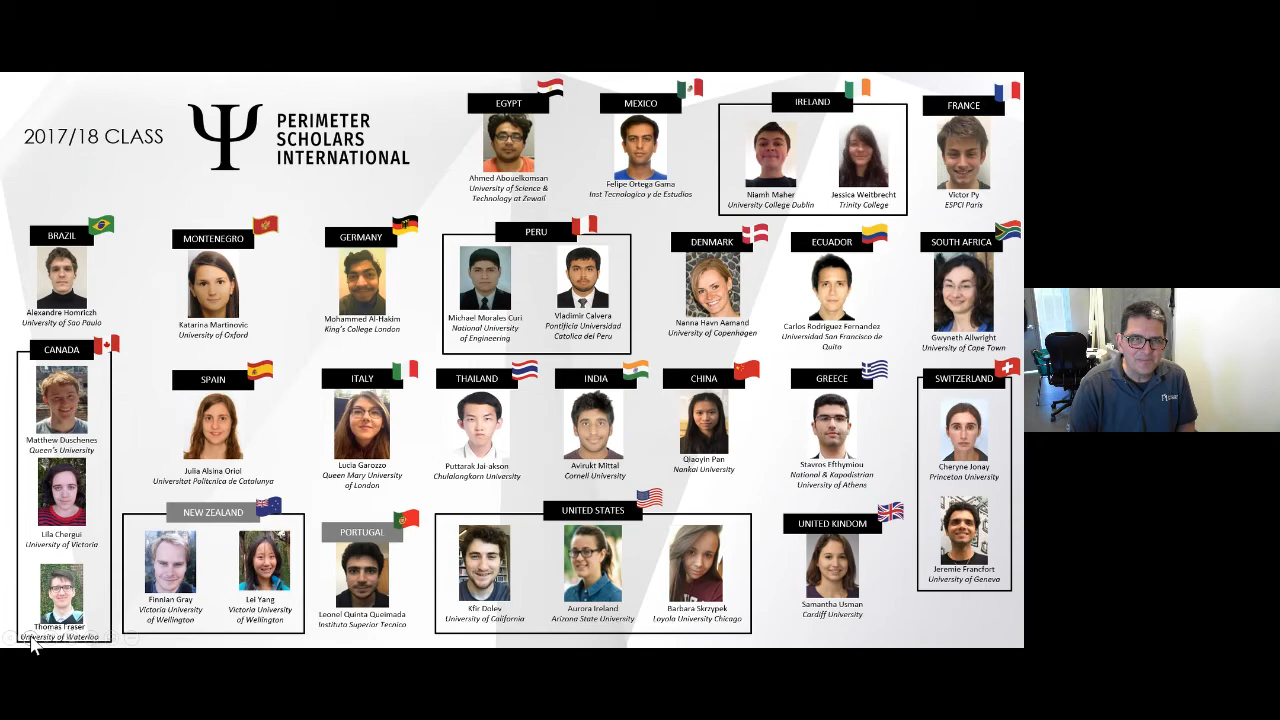 2017/18 CLASS
PERIMETER
SCHOLARS
INTERNATIONAL
EGYPT
Ahmed Abouelkomsan
University of Science &
Technology at Zewail
MEXICO
Felipe Ortega Gama
Inst Tecnologico y de Estudios
IRELAND
Niamh Maher
University College Dublin
Jessica Weitbrecht
Trinity College
FRANCE
Victor Py
ESPCI Paris
BRAZIL
Alexandre Homrich
University of Sao Paulo
MONTENEGRO
Katarina Martinovic
University of Oxford
GERMANY
Mohammed Al-Hakim
King's College London
PERU
Michael Morales Curi
National University
of Engineering
Vladimir Calvera
Pontificia Universidad
Catolica del Peru
DENMARK
Nanna Havn Aamand
University of Copenhagen
ECUADOR
Carlos Rodriguez Fernandez
Universidad San Francisco de
Quito
SOUTH AFRICA
Gwyneth Allwright
University of Cape Town
CANADA
Matthew Duschenes
Queen's University
Lila Chergui
University of Victoria
Thomas Fraser
University of Waterloo
SPAIN
Julia Alsina Oriol
Universitat Politcnica de Catalunya
ITALY
Lucia Garozzo
Queen Mary University
of London
THAILAND
Puttarak Jai-akson
Chulalongkorn University
INDIA
Avirukt Mittal
Cornell University
CHINA
Qiaoyin Pan
Nankai University
GREECE
Stavros Efthymiou
National & Kapodistrian
University of Athens
SWITZERLAND
Cheryne Jonay
Princeton University
Jeremie Francfort
University of Geneva
NEW ZEALAND
Finnian Gray
Victoria University
of Wellington
Lei Yang
Victoria University
of Wellington
PORTUGAL
Leonel Quinta Queimada
Instituto Superior Tecnico
UNITED STATES
Kfir Dolev
University of California
Aurora Ireland
Arizona State University
Barbara Skrzypek
Loyola University Chicago
UNITED KINDOM
Samantha Usman
Cardiff University